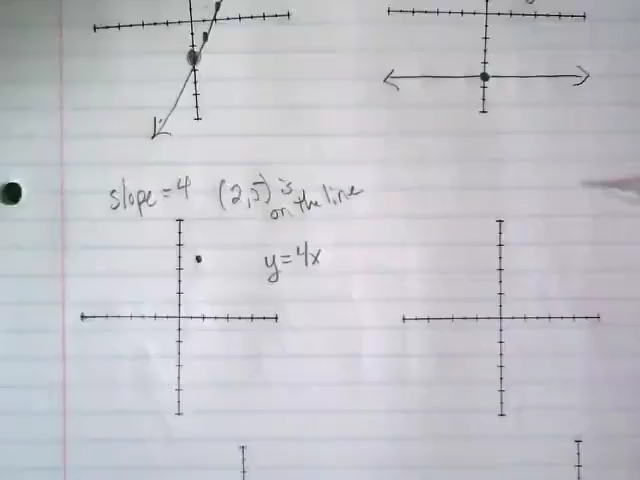 slope = 4 (2,5) is
on the line
y = 4x